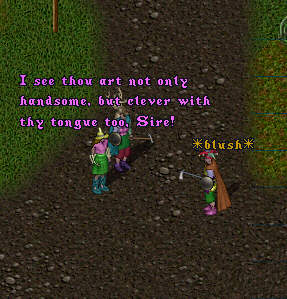 I see thou art not only
handsome, but clever with
thy tongue too, Sire!
*blush*